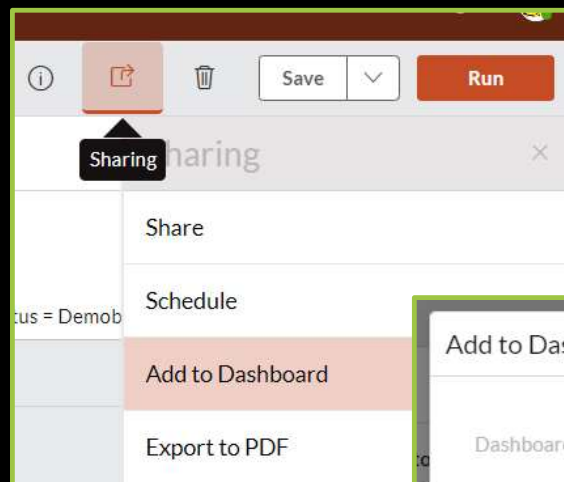 Save
Run
Sharing
haring
Share
Schedule
tus = Demob
Add to Dashboard
Add to Das
Export to PDF
Dashboar